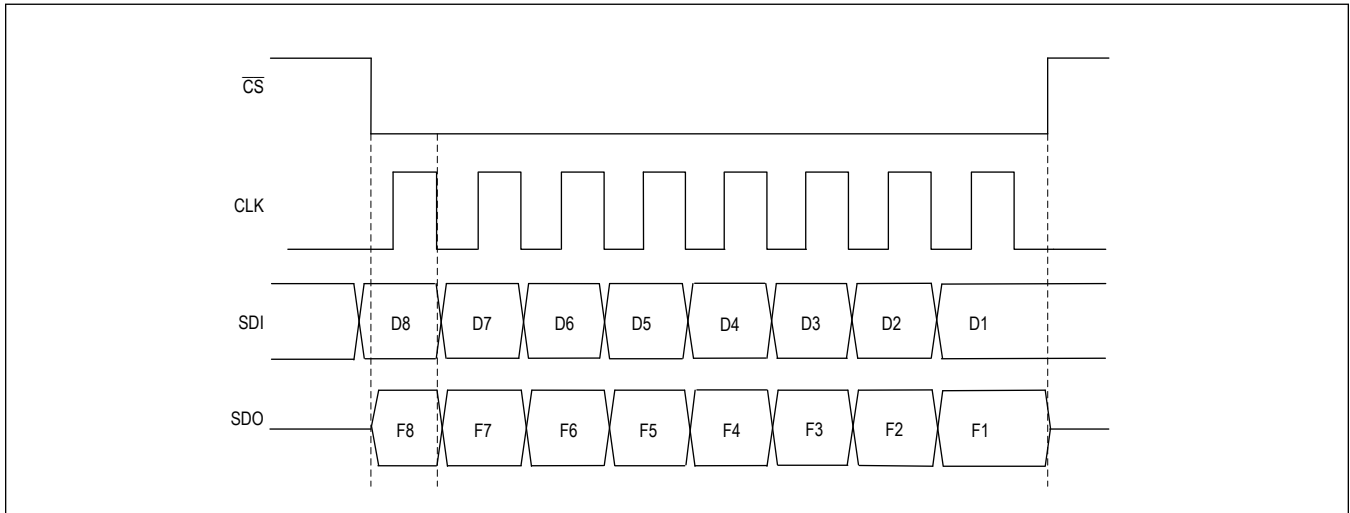 C̅S̅
CLK
SDI D8 D7 D6 D5 D4 D3 D2 D1
SDO F8 F7 F6 F5 F4 F3 F2 F1